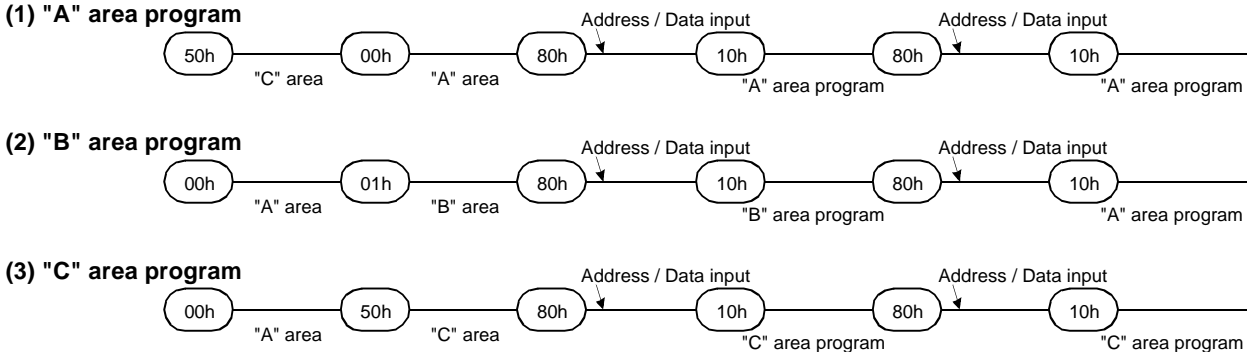 (1) "A" area program
Address / Data input Address / Data input
50h 00h 80h 10h 80h 10h
"C" area "A" area "A" area program "A" area program
(2) "B" area program
Address / Data input Address / Data input
00h 01h 80h 10h 80h 10h
"A" area "B" area "B" area program "A" area program
(3) "C" area program
Address / Data input Address / Data input
00h 50h 80h 10h 80h 10h
"A" area "C" area "C" area program "C" area program